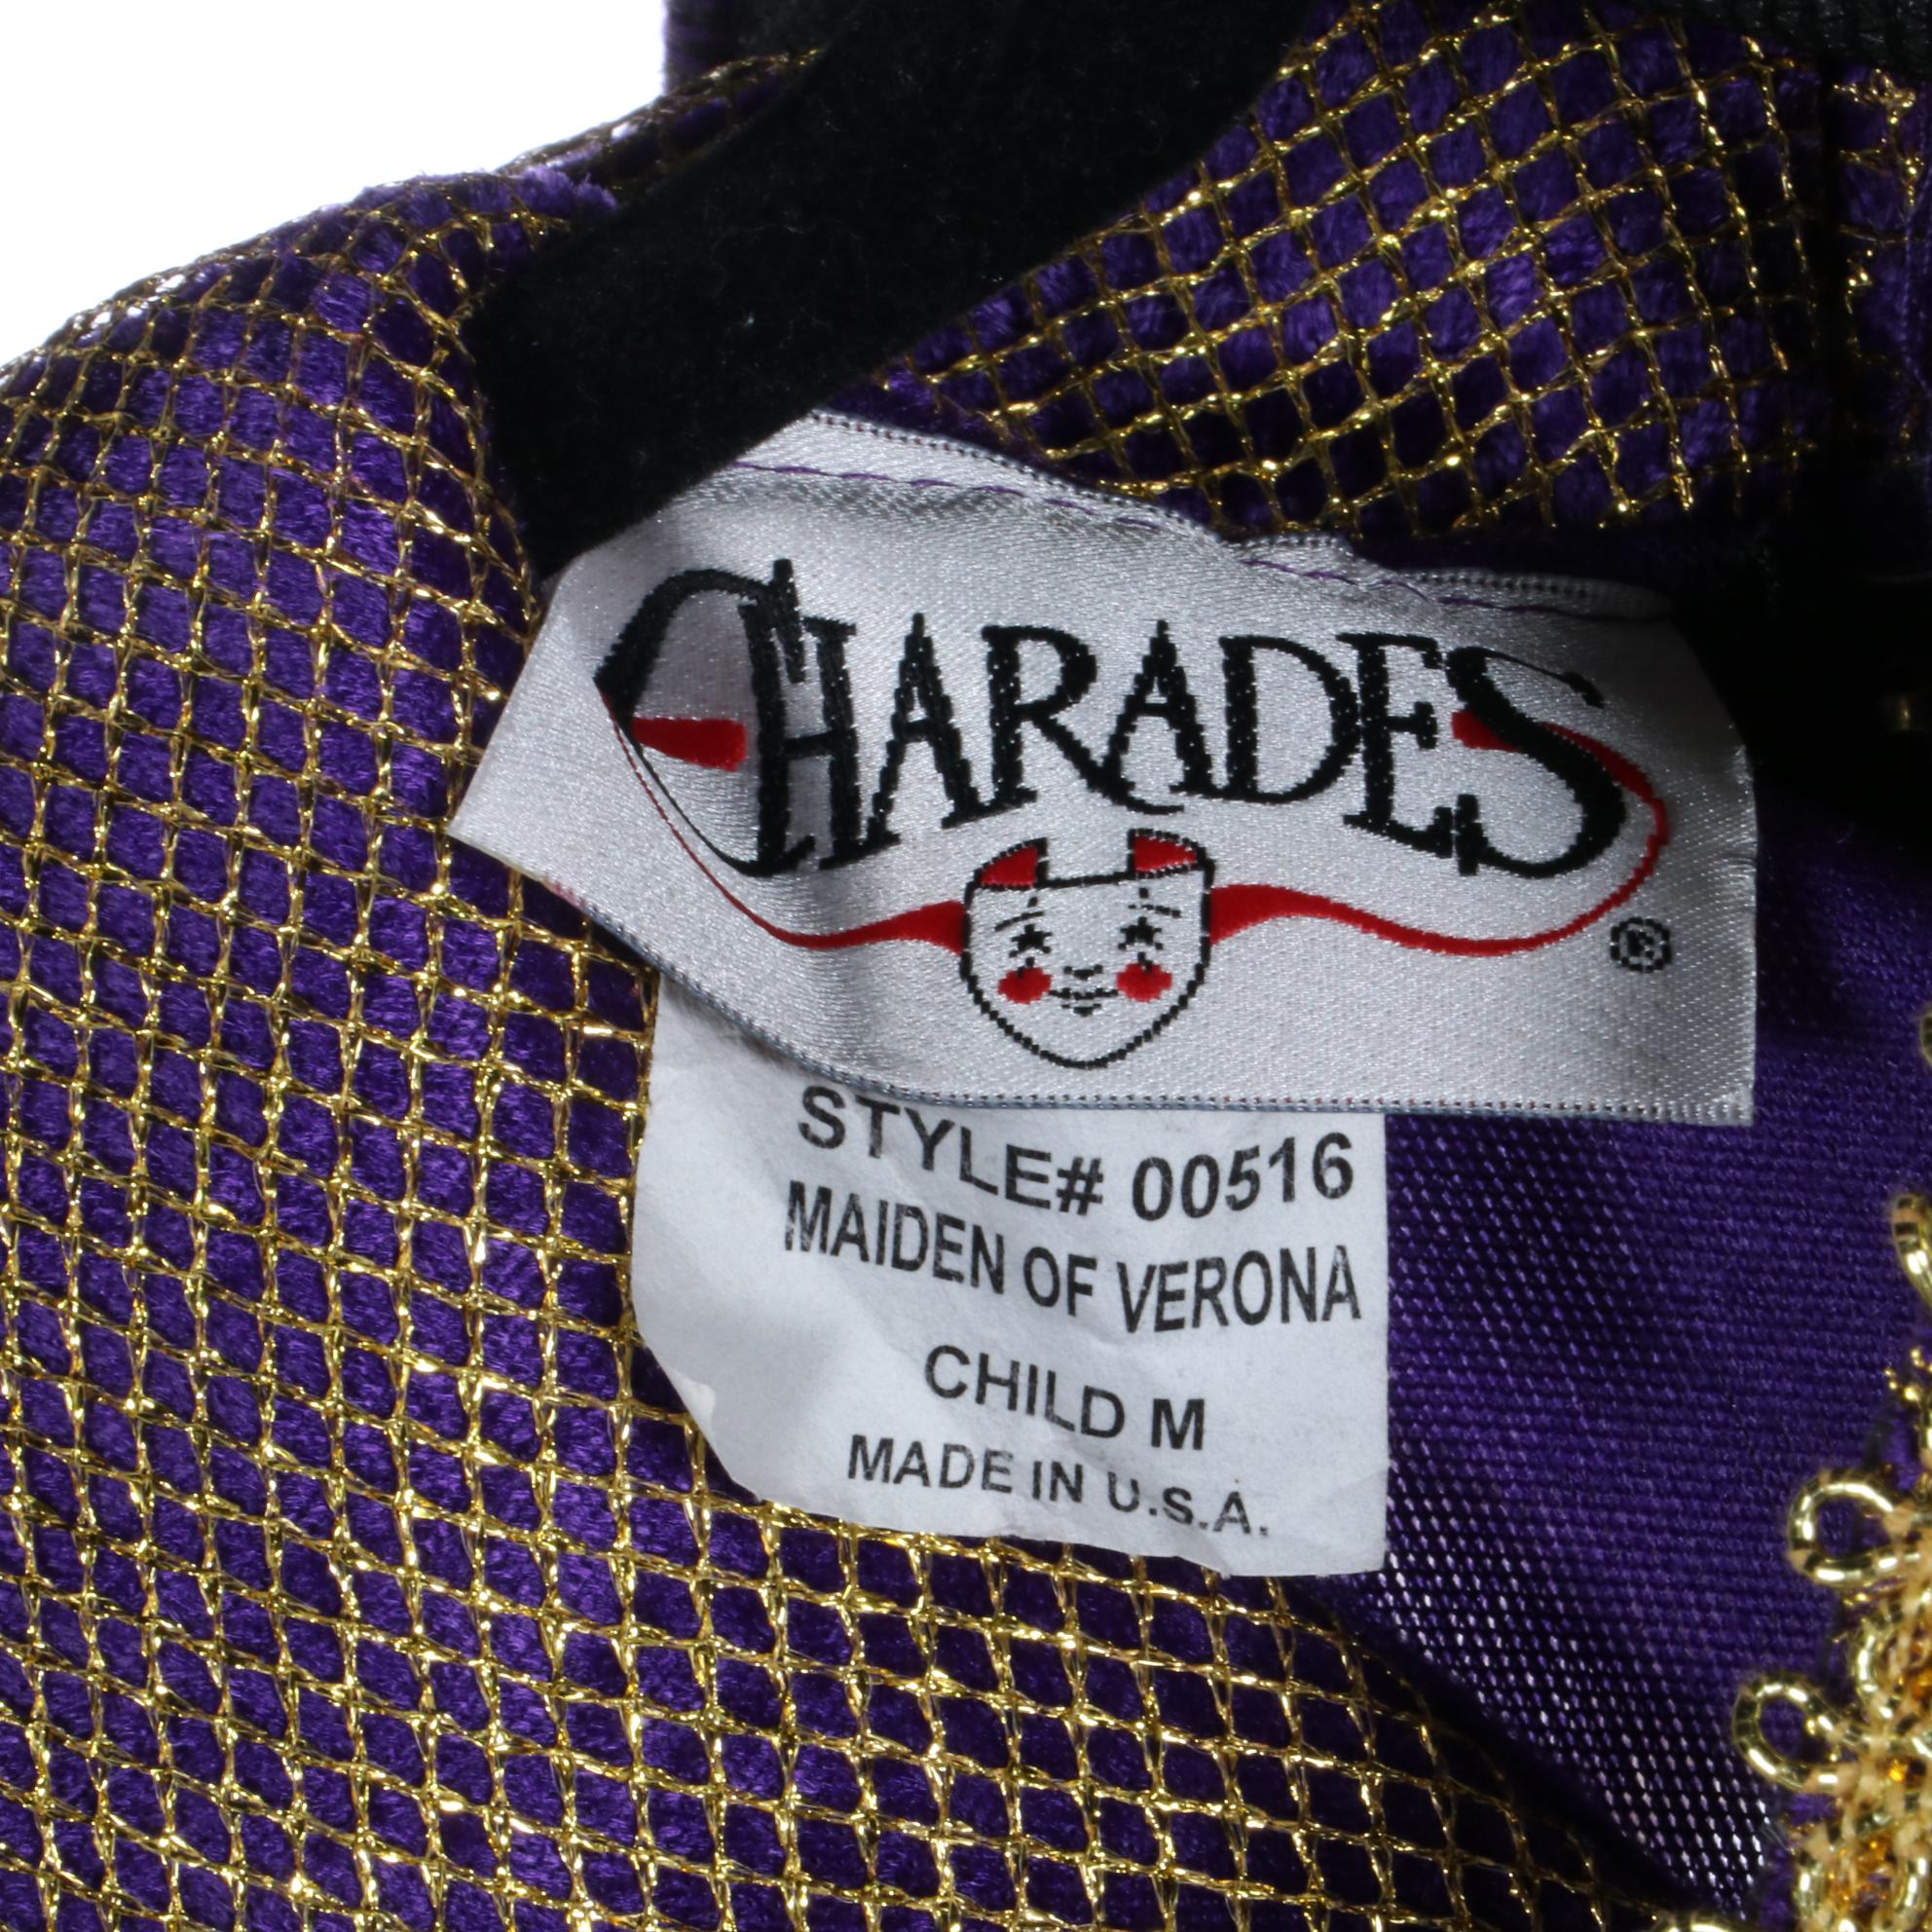 CHARADES
®
STYLE# 00516
MAIDEN OF VERONA
CHILD M
MADE IN U.S.A.